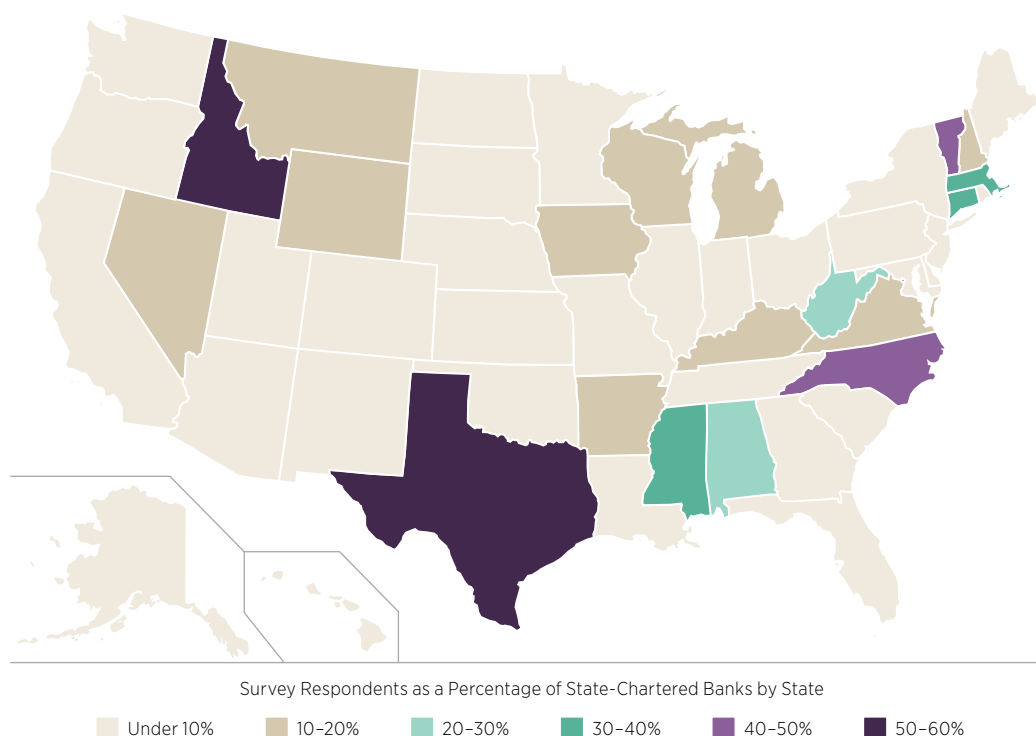 Survey Respondents as a Percentage of State-Chartered Banks by State
Under 10% 10–20% 20–30% 30–40% 40–50% 50–60%